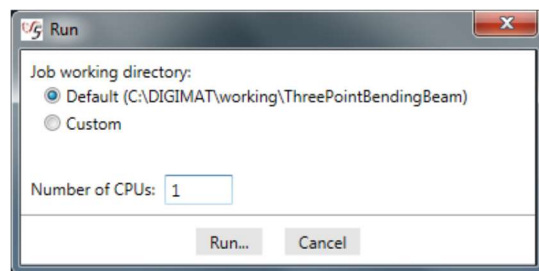 Run
Job working directory:
Default (C:\DIGIMAT\working\ThreePointBendingBeam)
Custom
Number of CPUs: 1
Run... Cancel